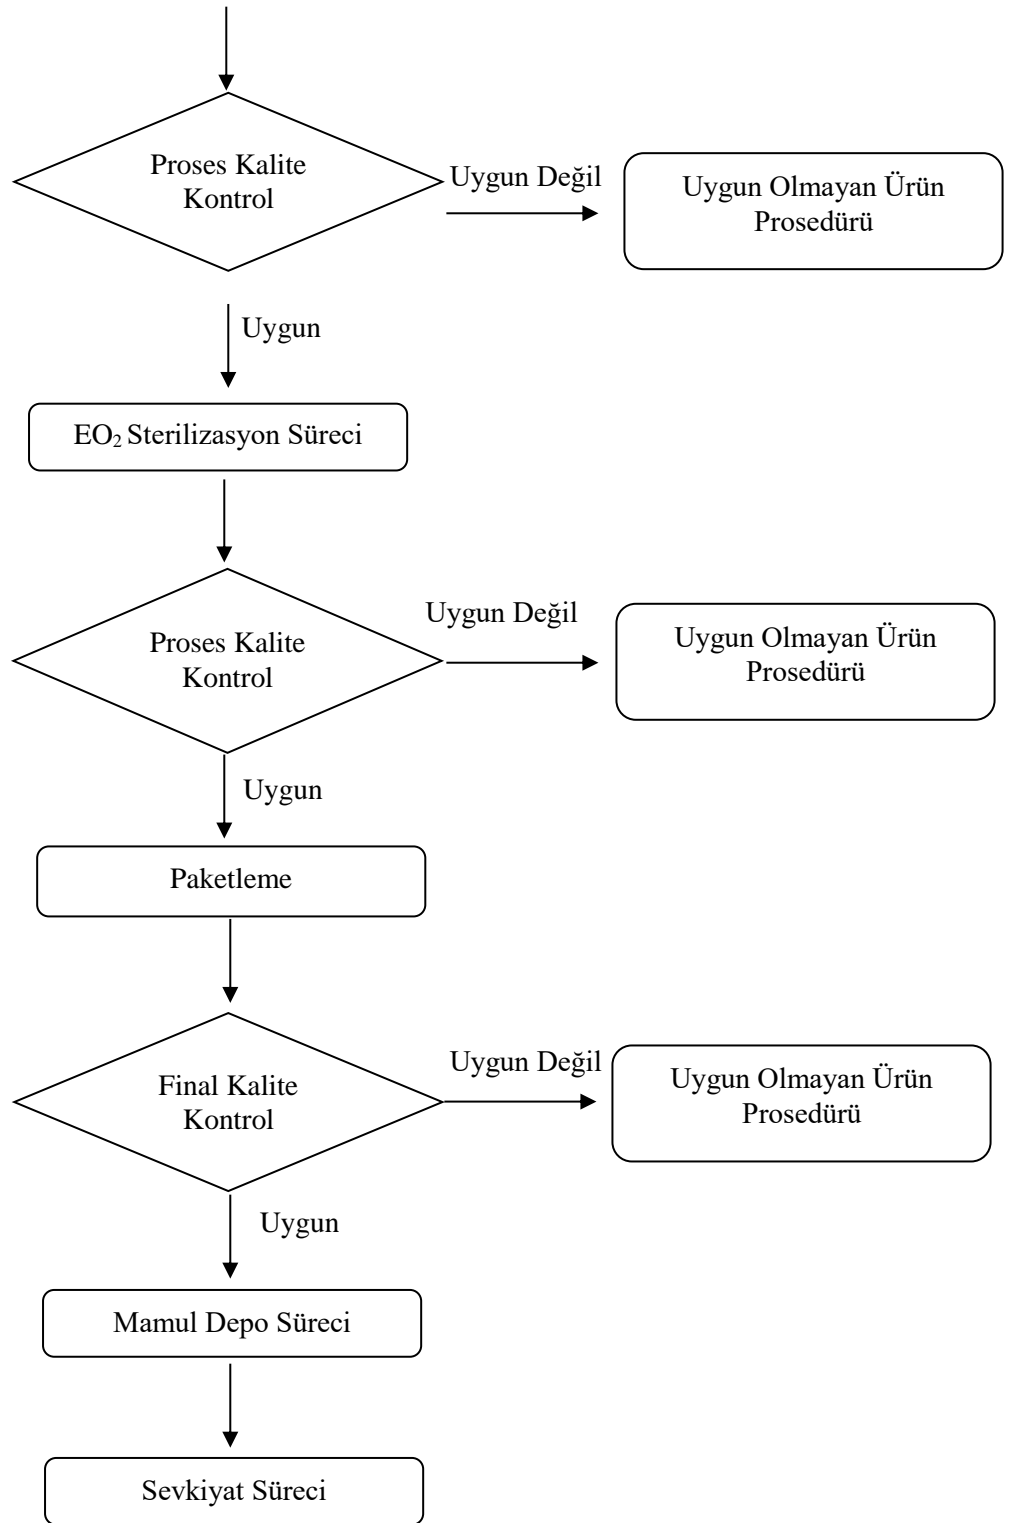 Proses Kalite
Kontrol
Uygun Değil
Uygun Olmayan Ürün
Prosedürü
Uygun
EO₂ Sterilizasyon Süreci
Proses Kalite
Kontrol
Uygun Değil
Uygun Olmayan Ürün
Prosedürü
Uygun
Paketleme
Final Kalite
Kontrol
Uygun Değil
Uygun Olmayan Ürün
Prosedürü
Uygun
Mamul Depo Süreci
Sevkiyat Süreci